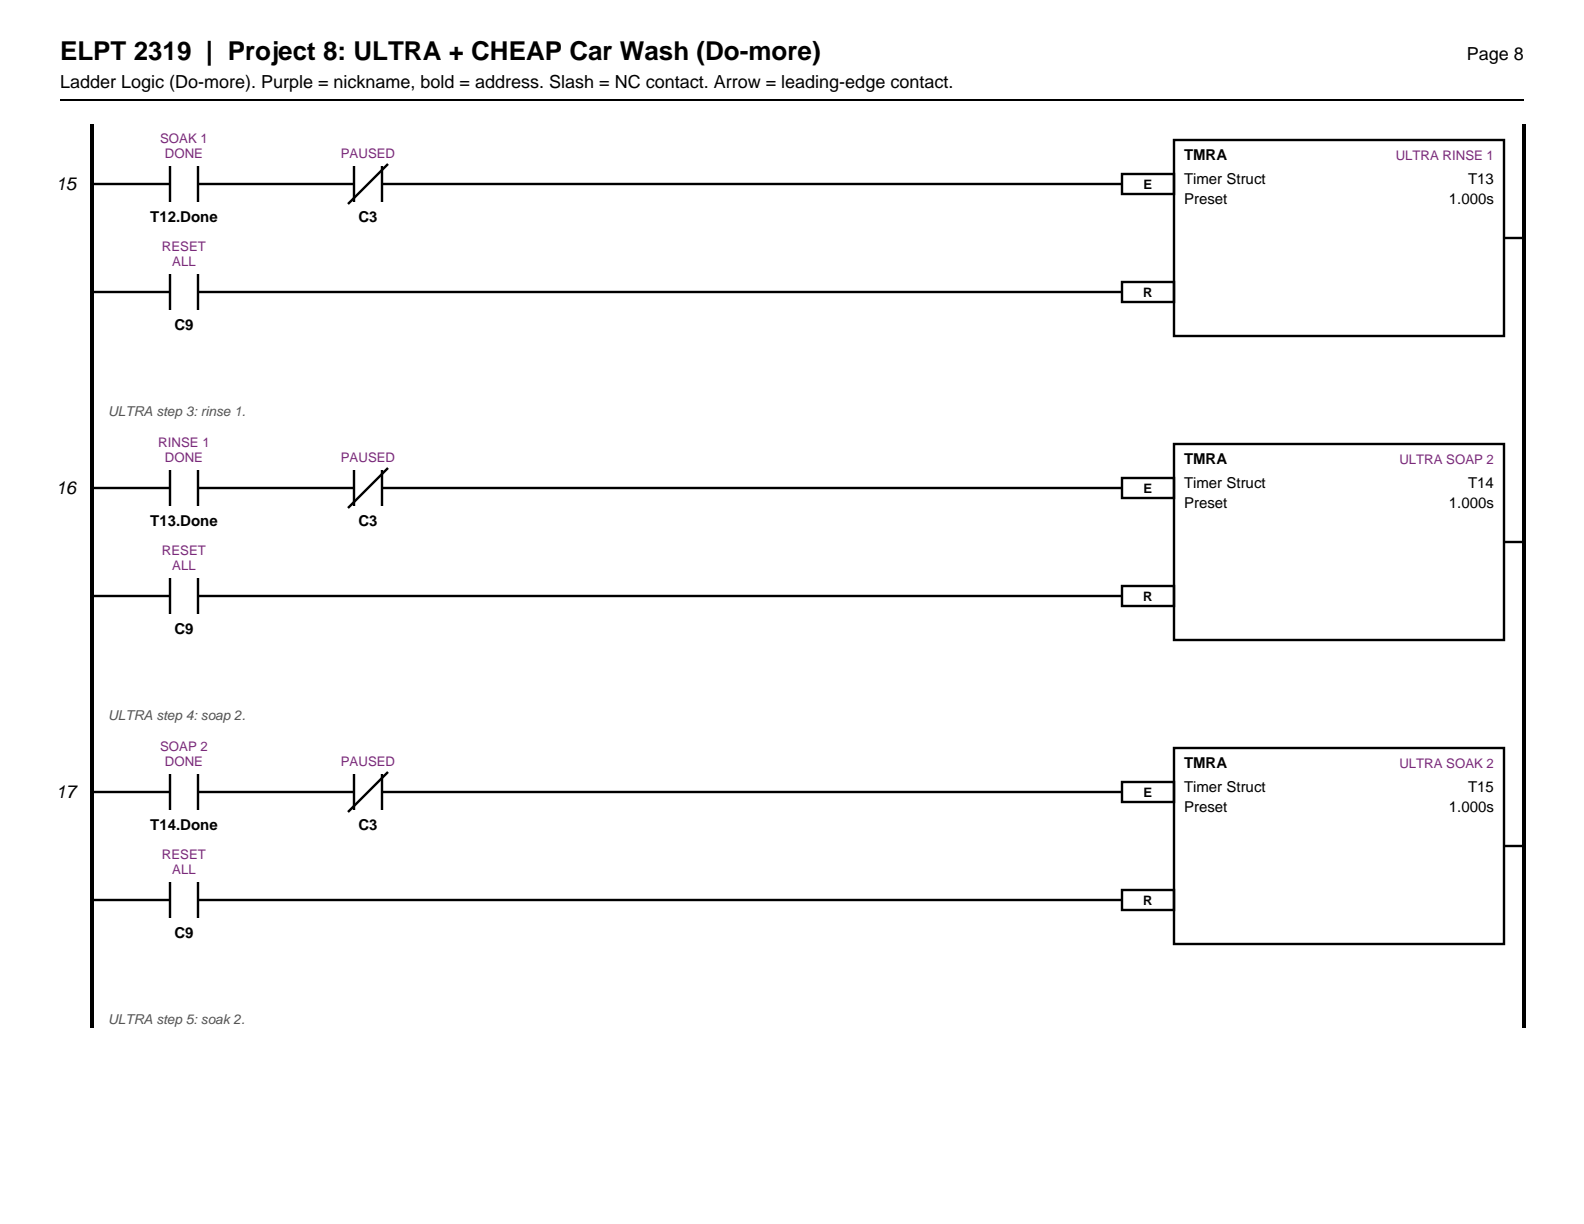 ELPT 2319 | Project 8: ULTRA + CHEAP Car Wash (Do-more)
Page 8
Ladder Logic (Do-more). Purple = nickname, bold = address. Slash = NC contact. Arrow = leading-edge contact.
SOAK 1
DONE
PAUSED
TMRA ULTRA RINSE 1
15
E
Timer Struct T13
Preset 1.000s
T12.Done
C3
RESET
ALL
R
C9
ULTRA step 3: rinse 1.
RINSE 1
DONE
PAUSED
TMRA ULTRA SOAP 2
16
E
Timer Struct T14
Preset 1.000s
T13.Done
C3
RESET
ALL
R
C9
ULTRA step 4: soap 2.
SOAP 2
DONE
PAUSED
TMRA ULTRA SOAK 2
17
E
Timer Struct T15
Preset 1.000s
T14.Done
C3
RESET
ALL
R
C9
ULTRA step 5: soak 2.